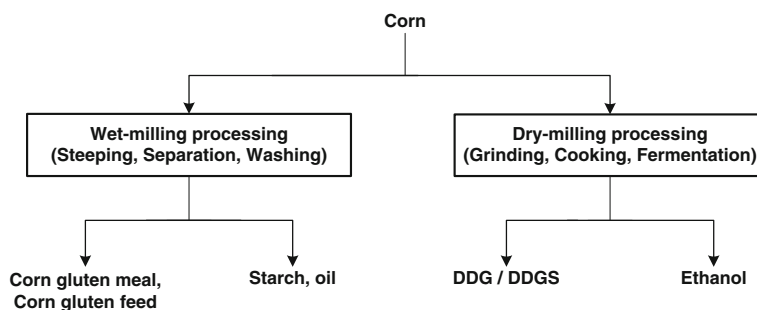 Corn
Wet-milling processing
(Steeping, Separation, Washing)
Dry-milling processing
(Grinding, Cooking, Fermentation)
Corn gluten meal,
Corn gluten feed
Starch, oil
DDG / DDGS
Ethanol